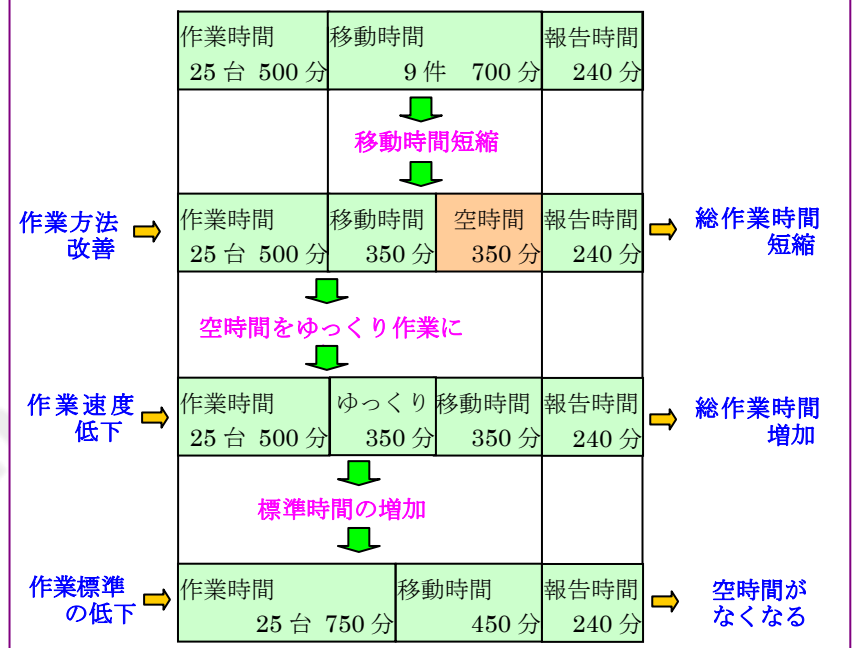 作業時間 移動時間 報告時間
25 台 500 分 9 件 700 分 240 分
移動時間短縮
作業方法
改善
作業時間 移動時間 空時間 報告時間
25 台 500 分 350 分 350 分 240 分
総作業時間
短縮
空時間をゆっくり作業に
作業速度
低下
作業時間 ゆっくり 移動時間 報告時間
25 台 500 分 350 分 350 分 240 分
総作業時間
増加
標準時間の増加
作業標準
の低下
作業時間 移動時間 報告時間
25 台 750 分 450 分 240 分
空時間が
なくなる